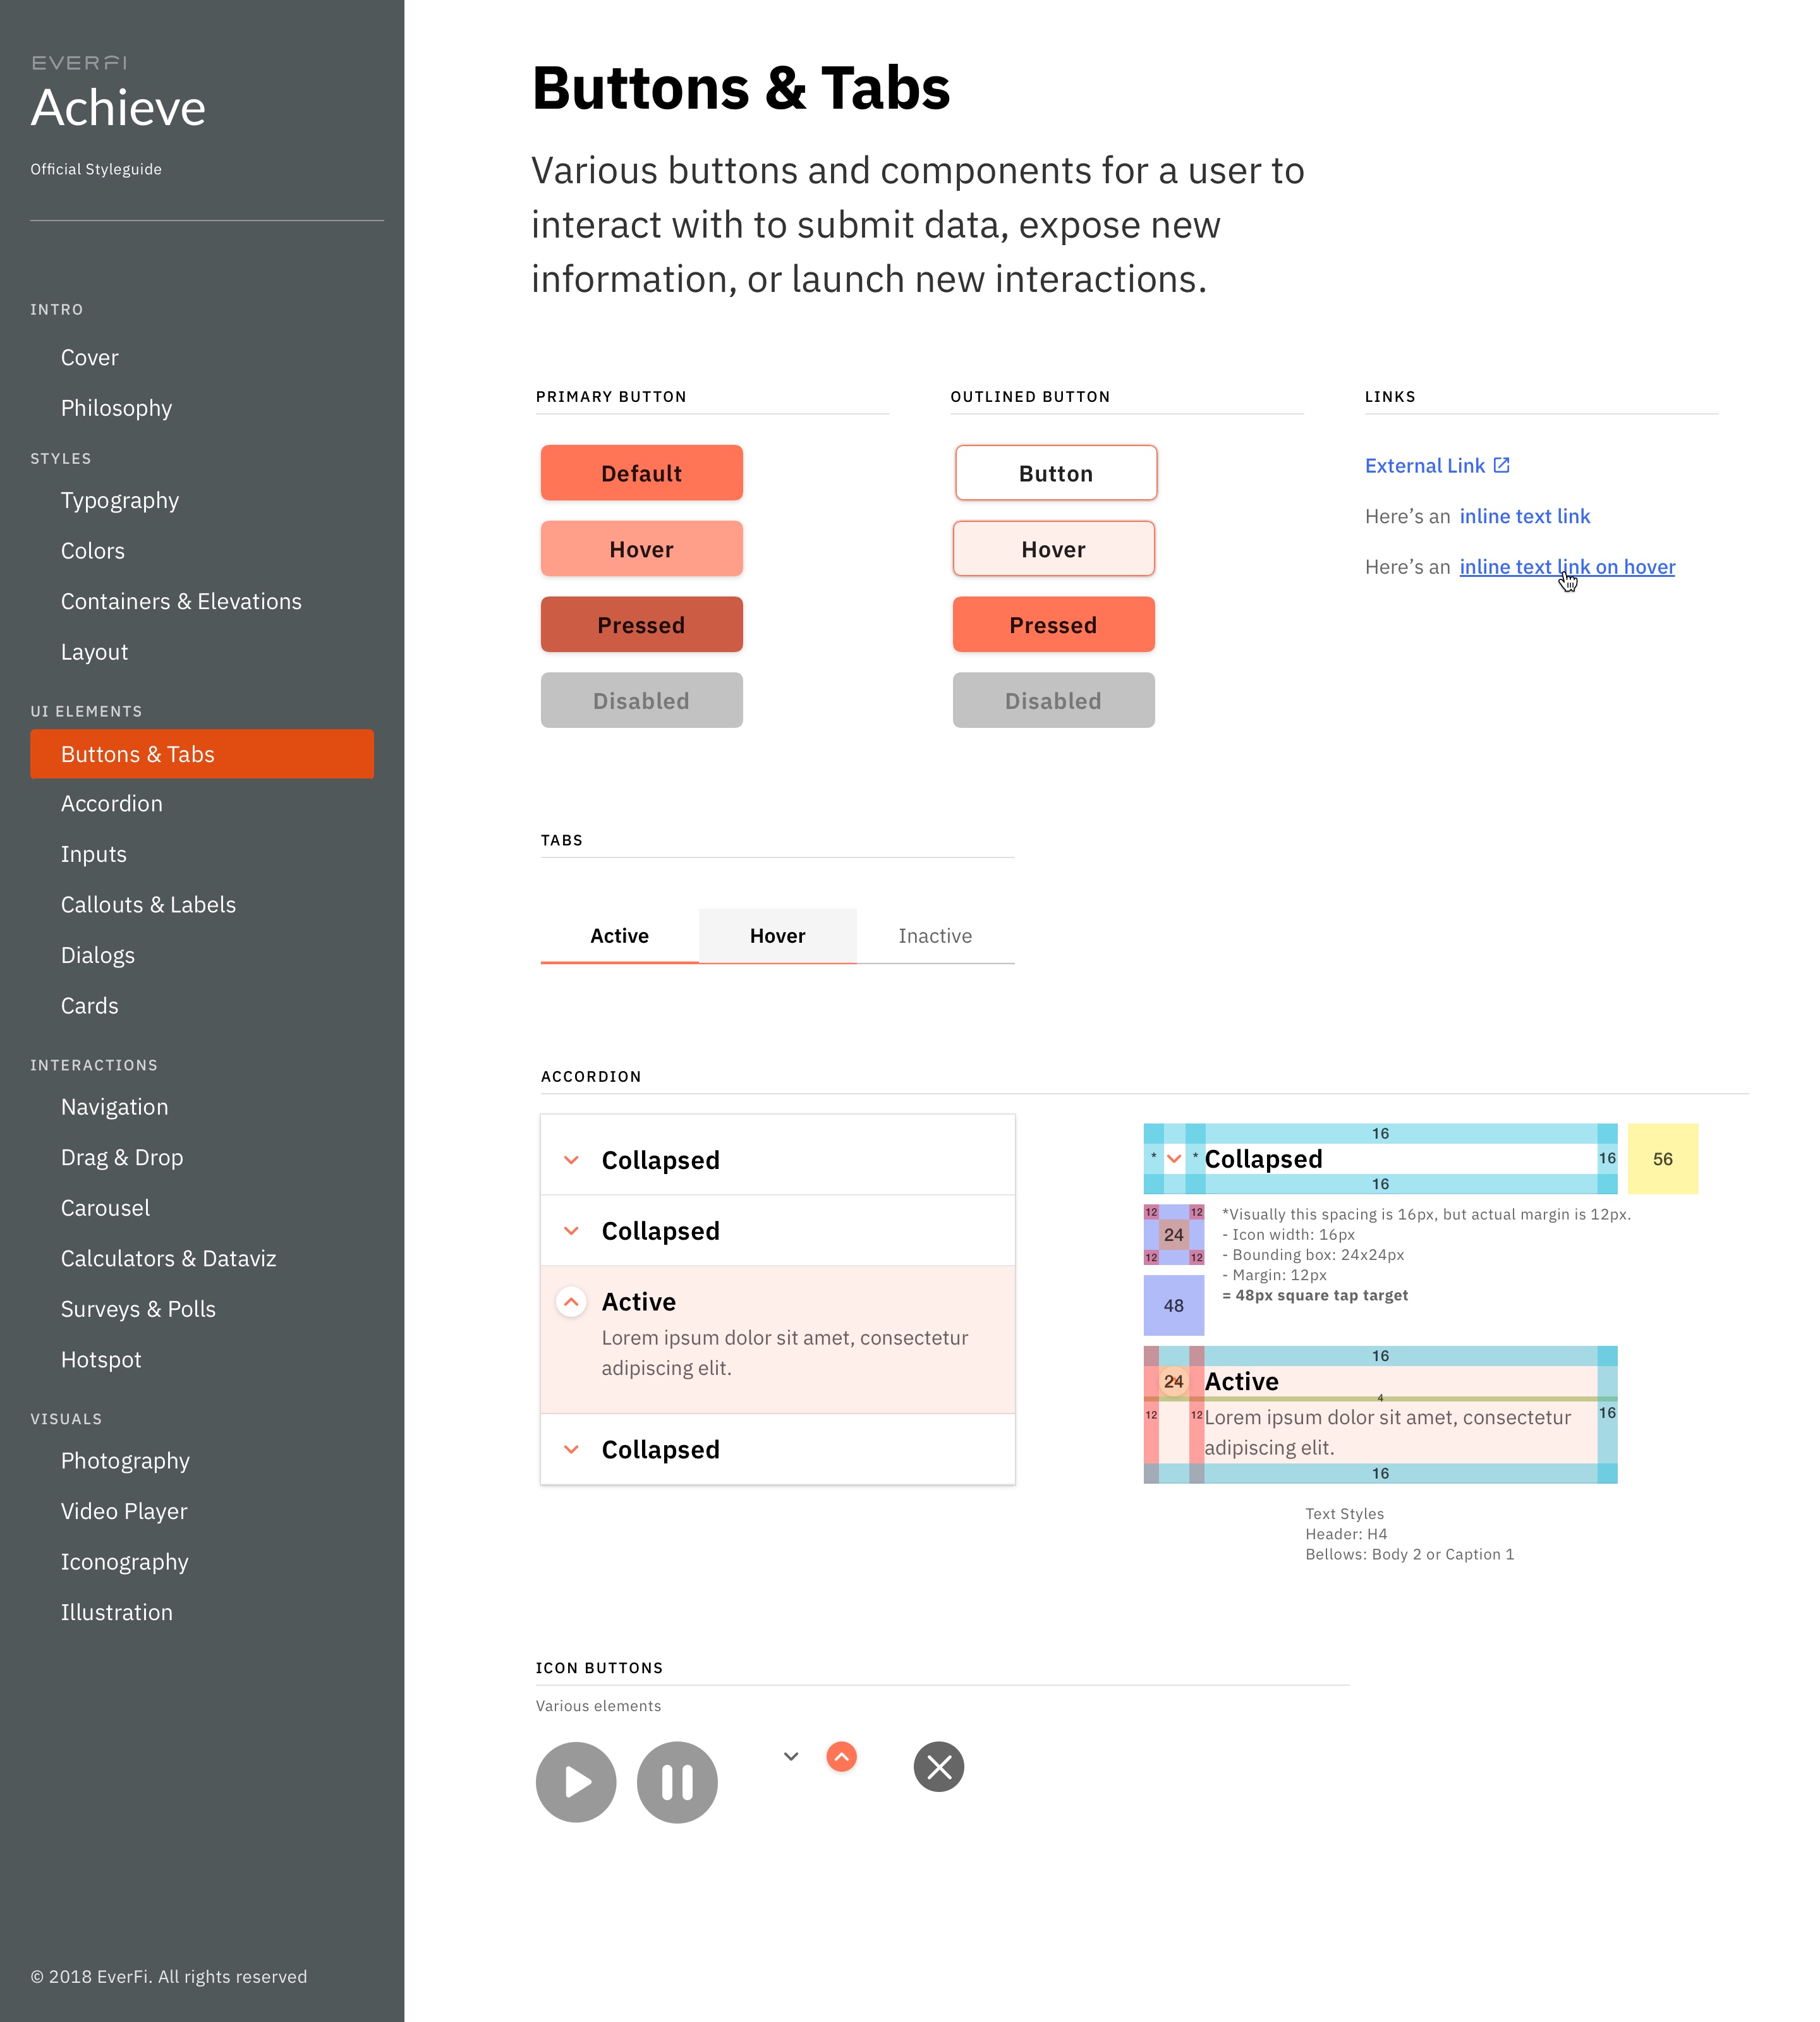 EVERFI
Achieve
Official Styleguide
INTRO
Cover
Philosophy
STYLES
Typography
Colors
Containers & Elevations
Layout
UI ELEMENTS
Buttons & Tabs
Accordion
Inputs
Callouts & Labels
Dialogs
Cards
INTERACTIONS
Navigation
Drag & Drop
Carousel
Calculators & Dataviz
Surveys & Polls
Hotspot
VISUALS
Photography
Video Player
Iconography
Illustration
© 2018 EverFi. All rights reserved
Buttons & Tabs
Various buttons and components for a user to
interact with to submit data, expose new
information, or launch new interactions.
PRIMARY BUTTON
Default
Hover
Pressed
Disabled
OUTLINED BUTTON
Button
Hover
Pressed
Disabled
LINKS
External Link
Here’s an inline text link
Here’s an inline text link on hover
TABS
Active Hover Inactive
ACCORDION
Collapsed
Collapsed
Active
Lorem ipsum dolor sit amet, consectetur
adipiscing elit.
Collapsed
16
* * Collapsed 16 56
16
12 12
24
12 12
48
*Visually this spacing is 16px, but actual margin is 12px.
- Icon width: 16px
- Bounding box: 24x24px
- Margin: 12px
= 48px square tap target
16
24 Active
4
12 12 Lorem ipsum dolor sit amet, consectetur 16
adipiscing elit.
16
Text Styles
Header: H4
Bellows: Body 2 or Caption 1
ICON BUTTONS
Various elements